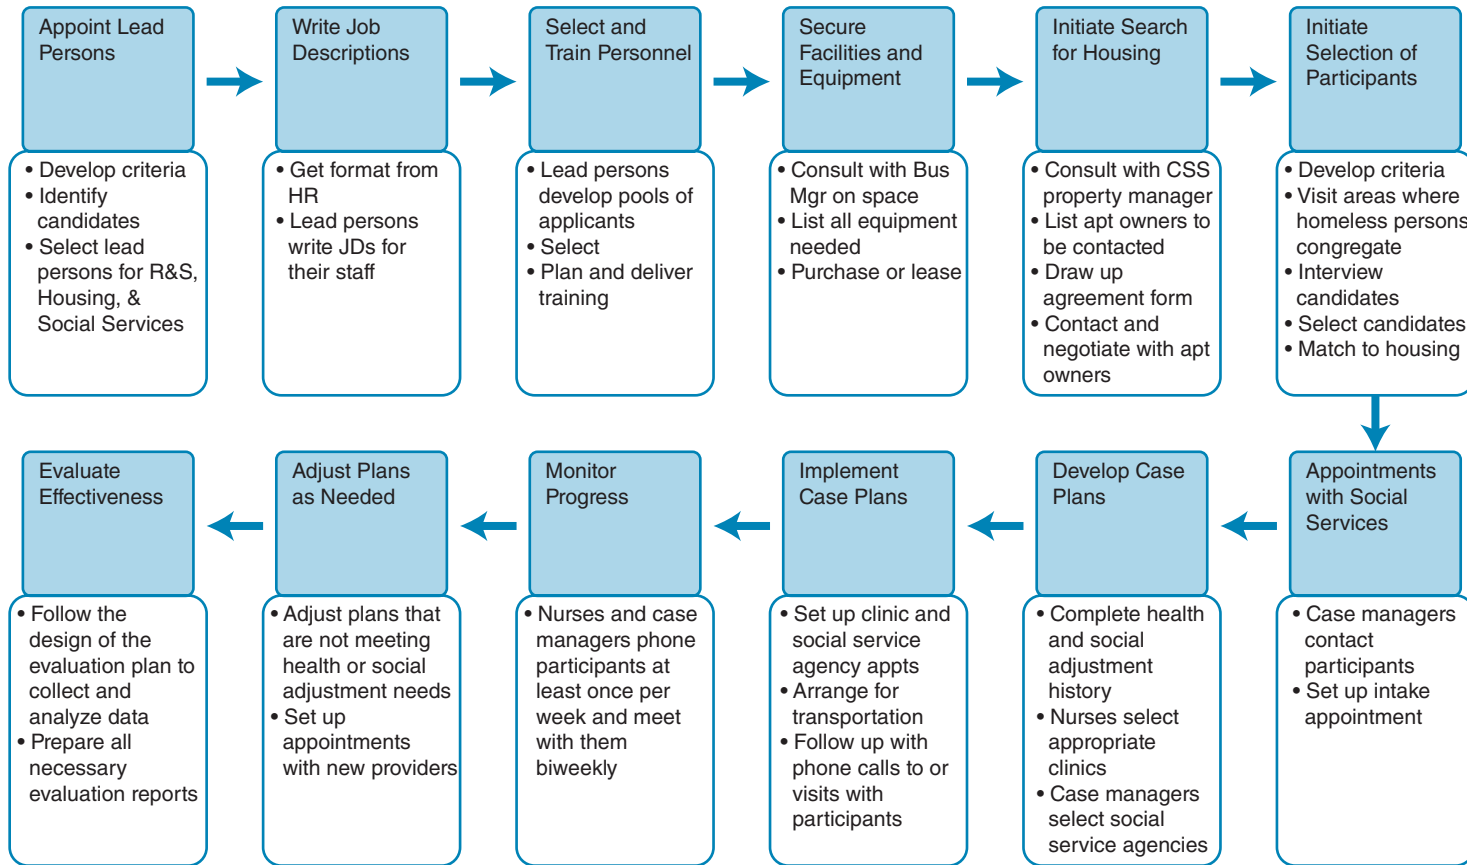 Appoint Lead
Persons
• Develop criteria
• Identify
candidates
• Select lead
persons for R&S,
Housing, &
Social Services
Write Job
Descriptions
• Get format from
HR
• Lead persons
write JDs for
their staff
Select and
Train Personnel
• Lead persons
develop pools of
applicants
• Select
• Plan and deliver
training
Secure
Facilities and
Equipment
• Consult with Bus
Mgr on space
• List all equipment
needed
• Purchase or lease
Initiate Search
for Housing
• Consult with CSS
property manager
• List apt owners to
be contacted
• Draw up
agreement form
• Contact and
negotiate with apt
owners
Initiate
Selection of
Participants
• Develop criteria
• Visit areas where
homeless persons
congregate
• Interview
candidates
• Select candidates
• Match to housing
Appointments
with Social
Services
• Case managers
contact
participants
• Set up intake
appointment
Develop Case
Plans
• Complete health
and social
adjustment
history
• Nurses select
appropriate
clinics
• Case managers
select social
service agencies
Implement
Case Plans
• Set up clinic and
social service
agency appts
• Arrange for
transportation
• Follow up with
phone calls to or
visits with
participants
Monitor
Progress
• Nurses and case
managers phone
participants at
least once per
week and meet
with them
biweekly
Adjust Plans
as Needed
• Adjust plans that
are not meeting
health or social
adjustment needs
• Set up
appointments
with new providers
Evaluate
Effectiveness
• Follow the
design of the
evaluation plan to
collect and
analyze data
• Prepare all
necessary
evaluation reports